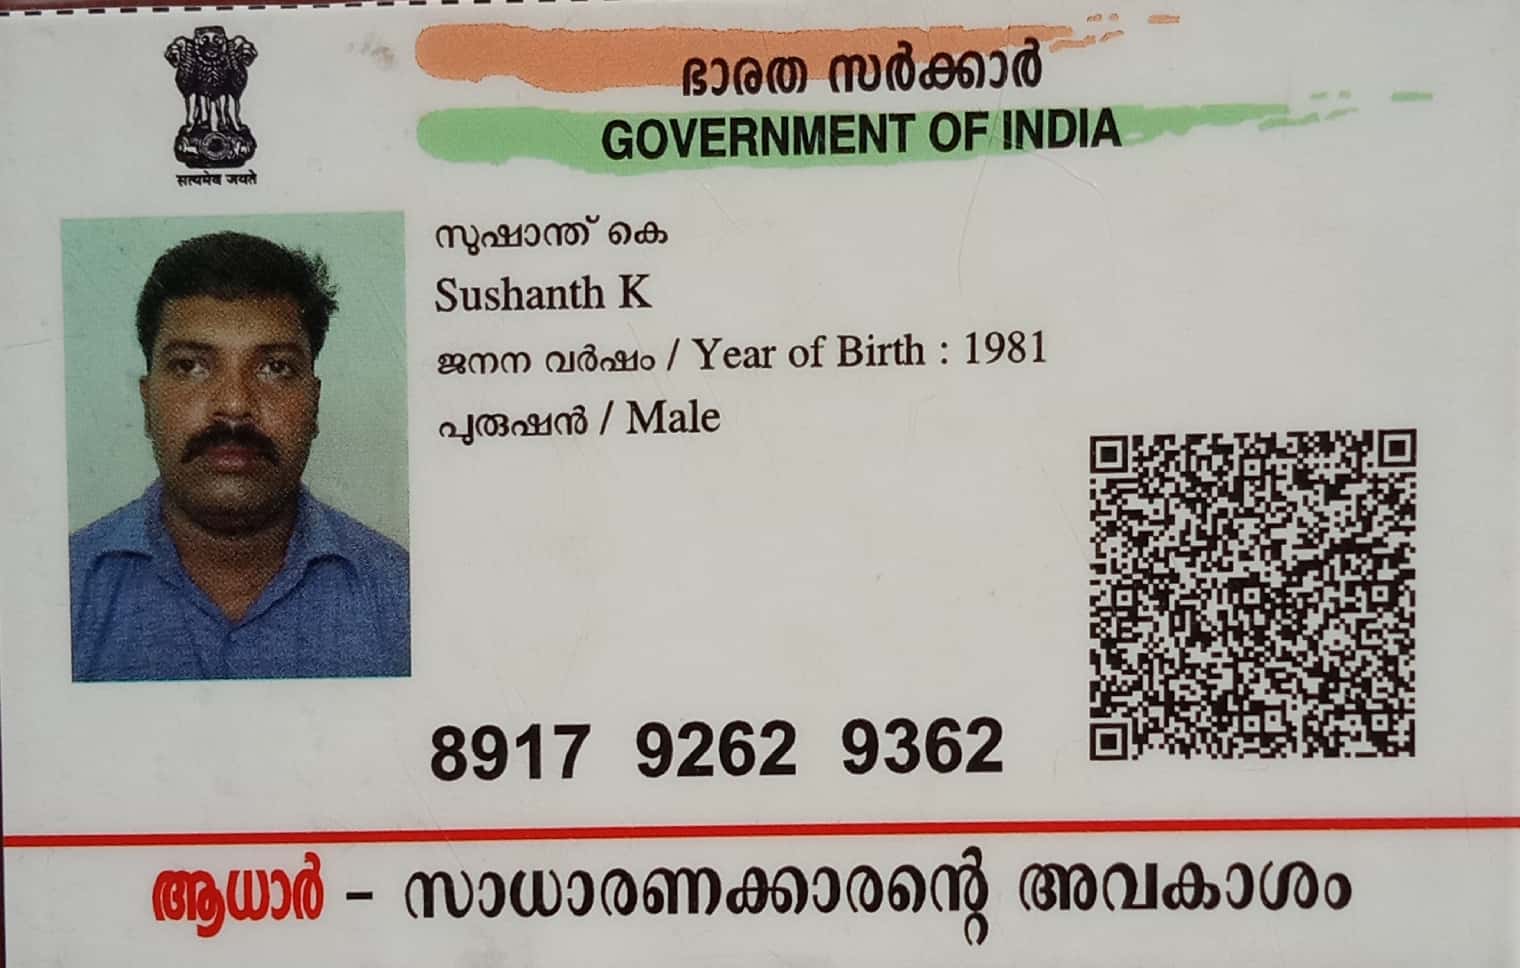 ഭാരത സർക്കാർ
GOVERNMENT OF INDIA
सत्यमेव जयते
സുഷാന്ത് കെ
Sushanth K
ജനന വർഷം / Year of Birth : 1981
പുരുഷൻ / Male
8917 9262 9362
ആധാർ - സാധാരണക്കാരന്റെ അവകാശം